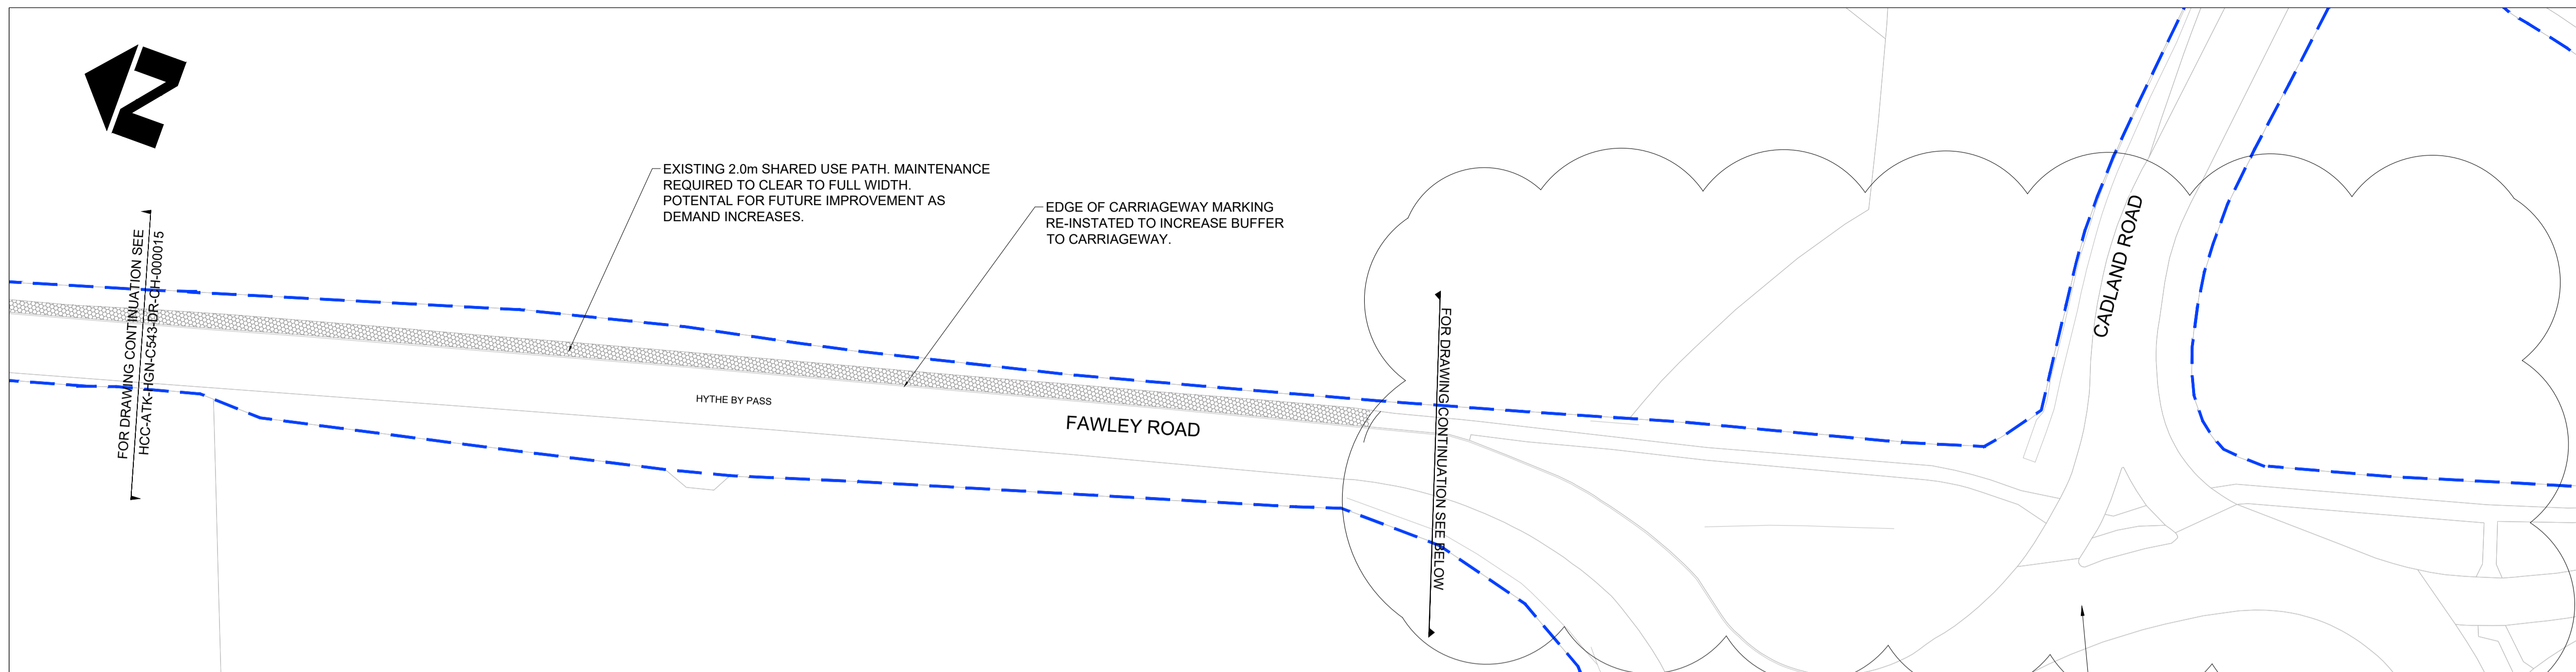 EXISTING 2.0m SHARED USE PATH. MAINTENANCE
REQUIRED TO CLEAR TO FULL WIDTH.
POTENTAL FOR FUTURE IMPROVEMENT AS
DEMAND INCREASES.
EDGE OF CARRIAGEWAY MARKING
RE-INSTATED TO INCREASE BUFFER
TO CARRIAGEWAY.
FOR DRAWING CONTINUATION SEE
HCC-ATK-HGN-C543-DR-CH-000015
HYTHE BY PASS
FAWLEY ROAD
FOR DRAWING CONTINUATION SEE BELOW
CADLAND ROAD
N